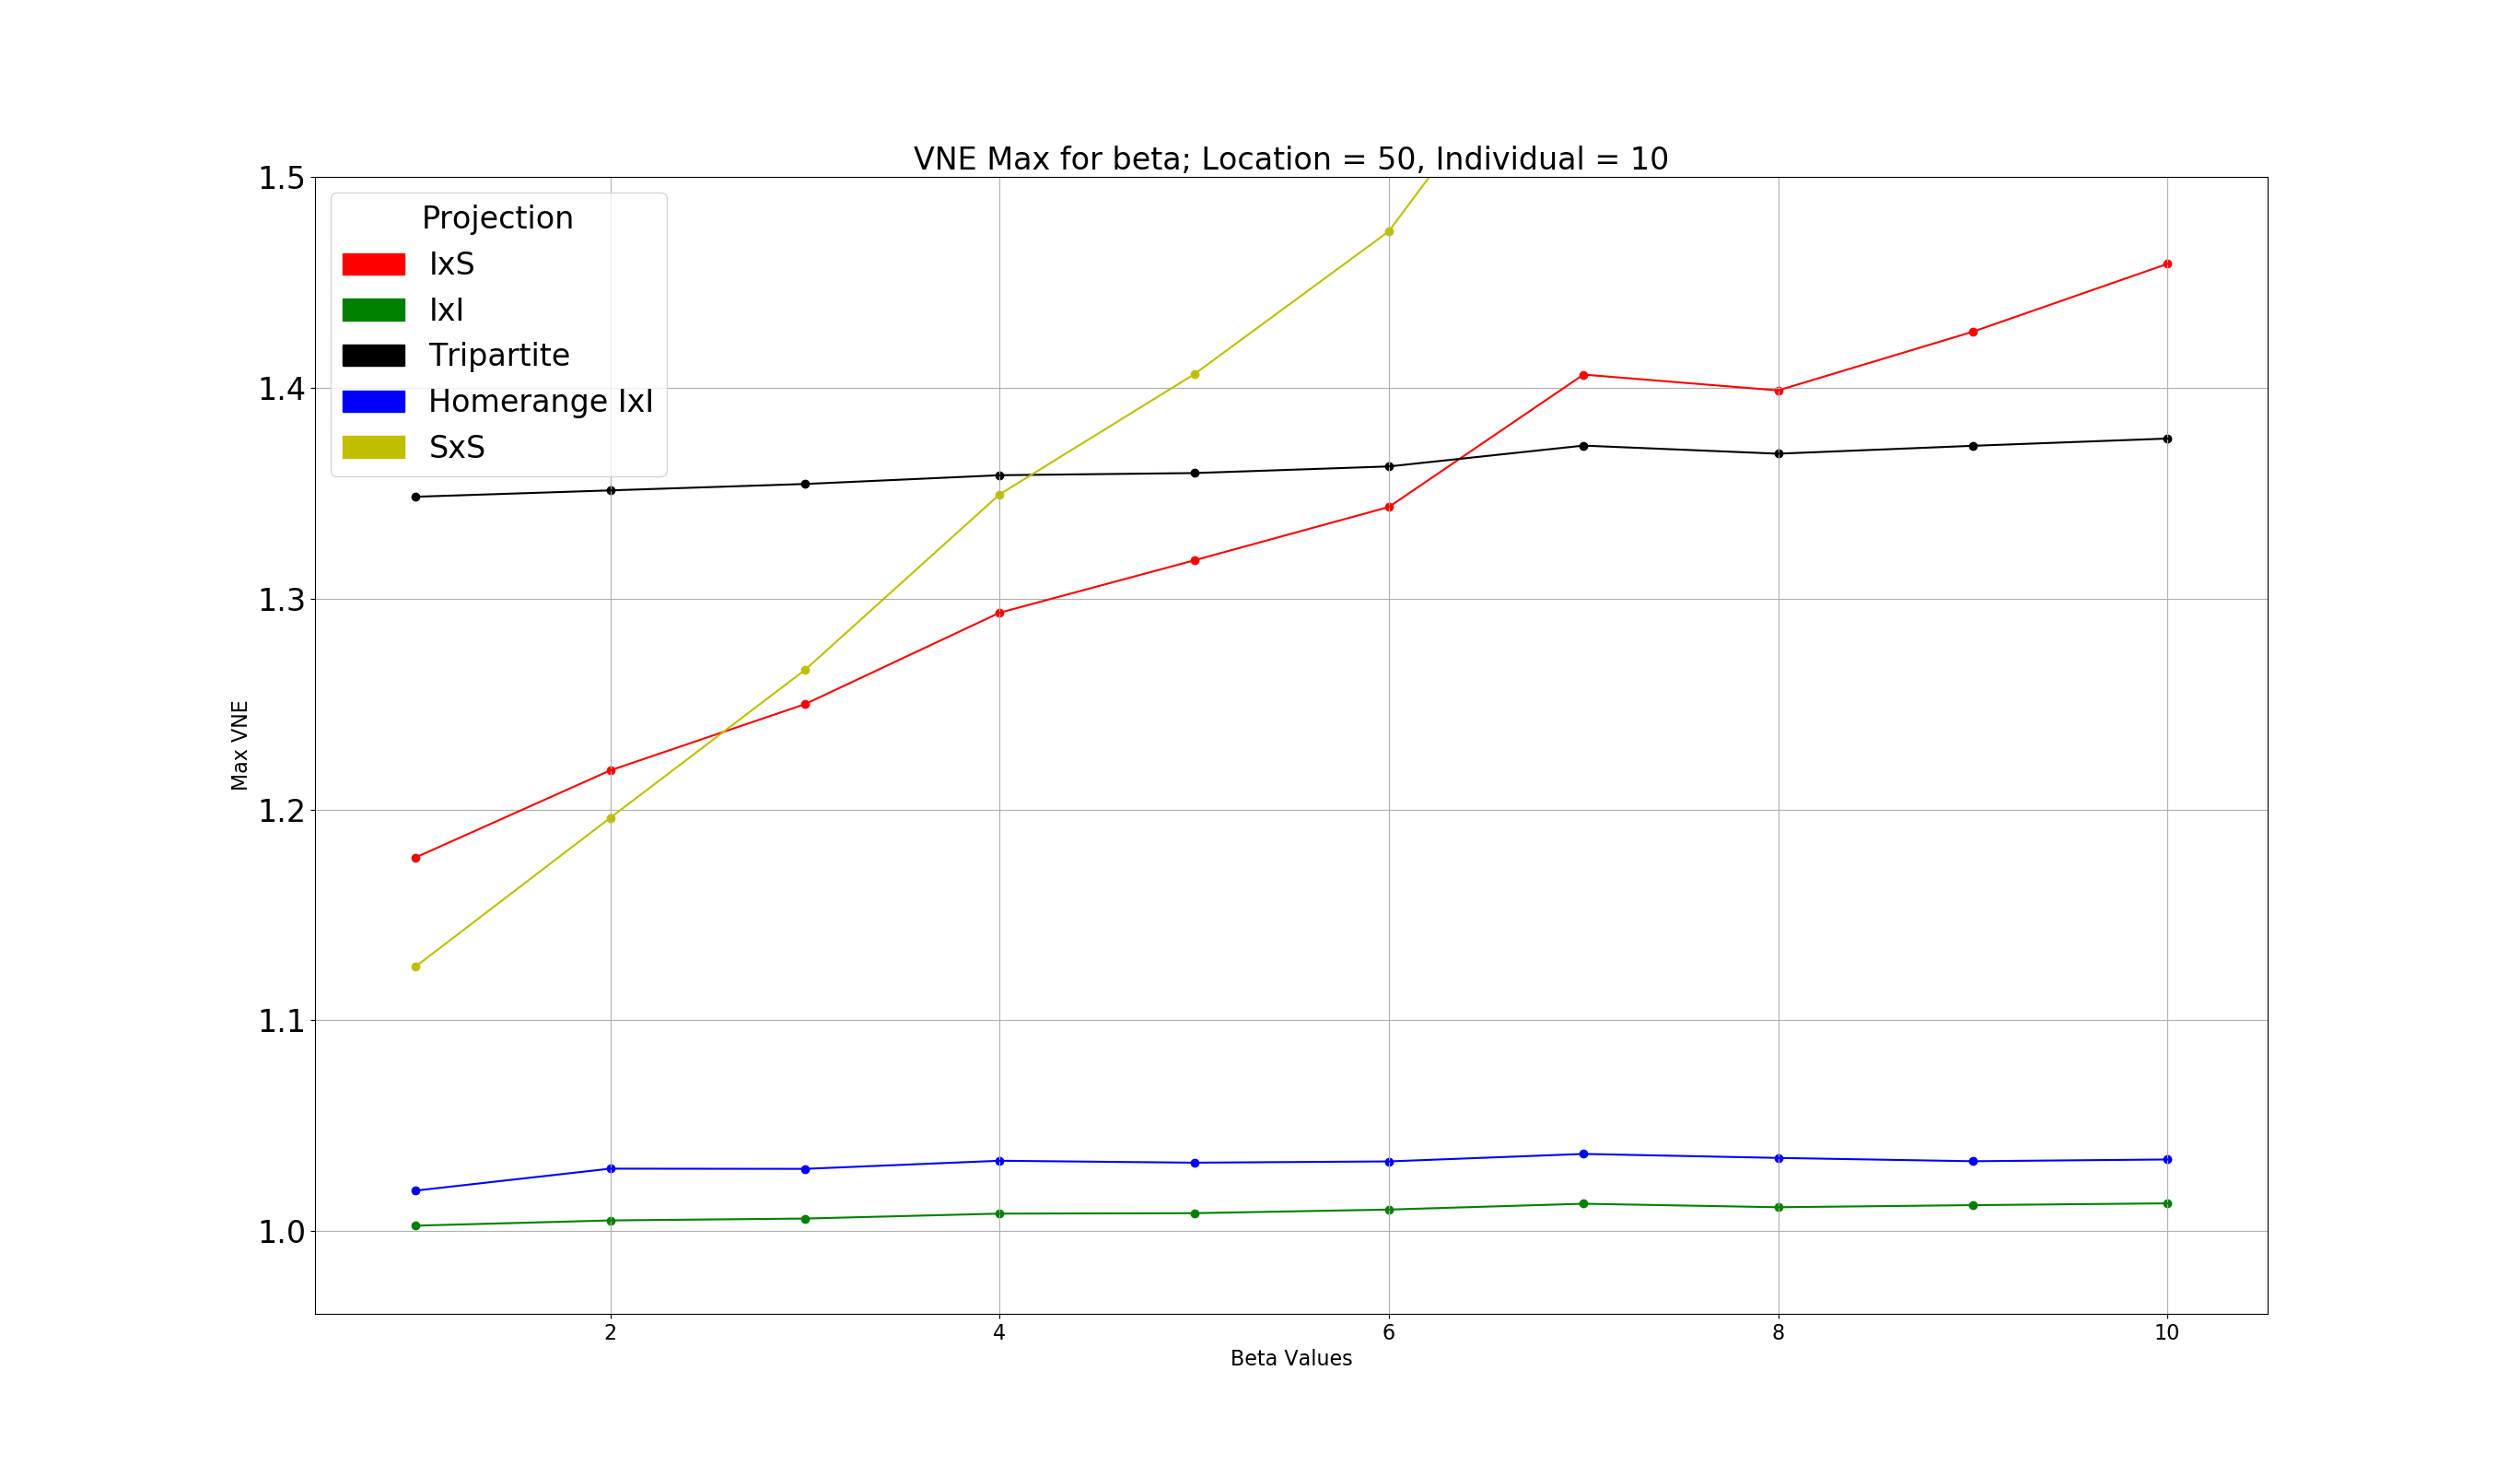 VNE Max for beta; Location = 50, Individual = 10
1.5
1.4
1.3
1.2
1.1
1.0
Max VNE
Projection
IxS
IxI
Tripartite
Homerange IxI
SxS
2 4 6 8 10
Beta Values